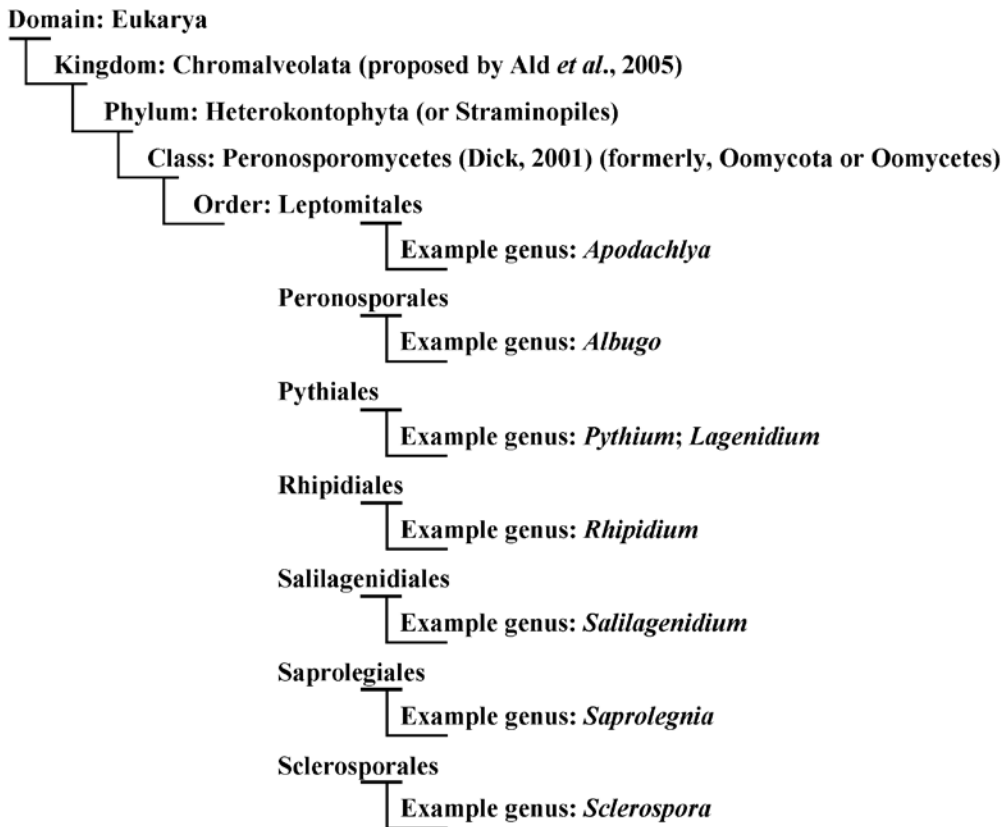 Domain: Eukarya
Kingdom: Chromalveolata (proposed by Ald et al., 2005)
Phylum: Heterokontophyta (or Straminopiles)
Class: Peronosporomycetes (Dick, 2001) (formerly, Oomycota or Oomycetes)
Order: Leptomitales
Example genus: Apodachlya
Peronosporales
Example genus: Albugo
Pythiales
Example genus: Pythium; Lagenidium
Rhipidiales
Example genus: Rhipidium
Salilagenidiales
Example genus: Salilagenidium
Saprolegiales
Example genus: Saprolegnia
Sclerosporales
Example genus: Sclerospora